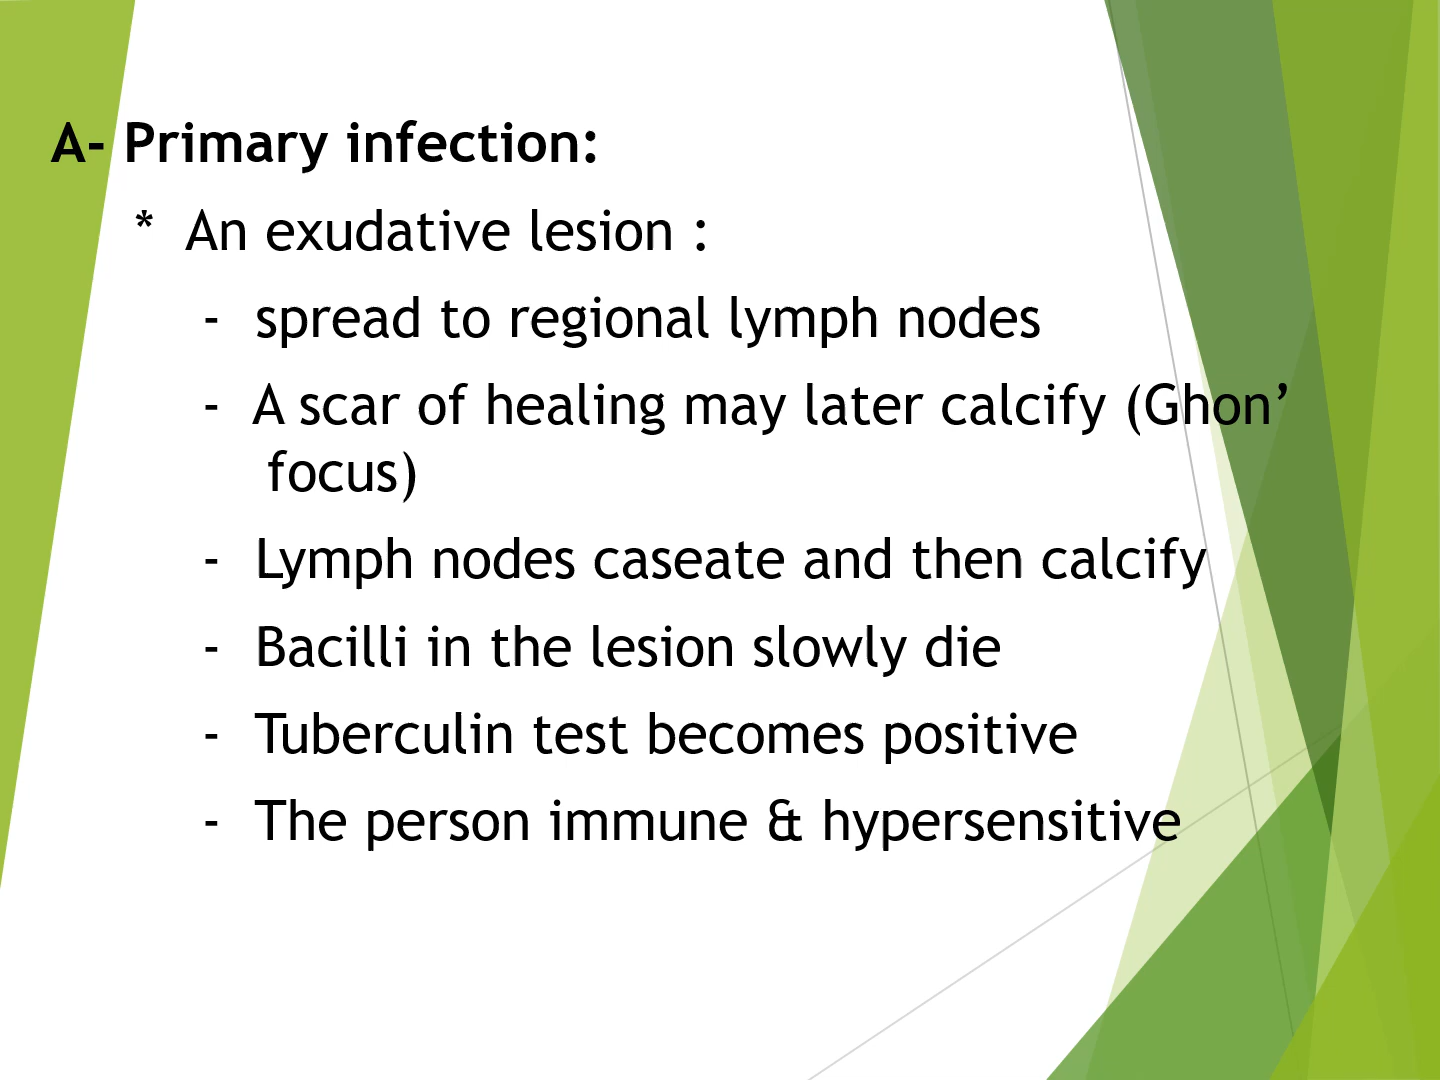 A- Primary infection:
* An exudative lesion :
- spread to regional lymph nodes
- A scar of healing may later calcify (Ghon’
focus)
- Lymph nodes caseate and then calcify
- Bacilli in the lesion slowly die
- Tuberculin test becomes positive
- The person immune & hypersensitive